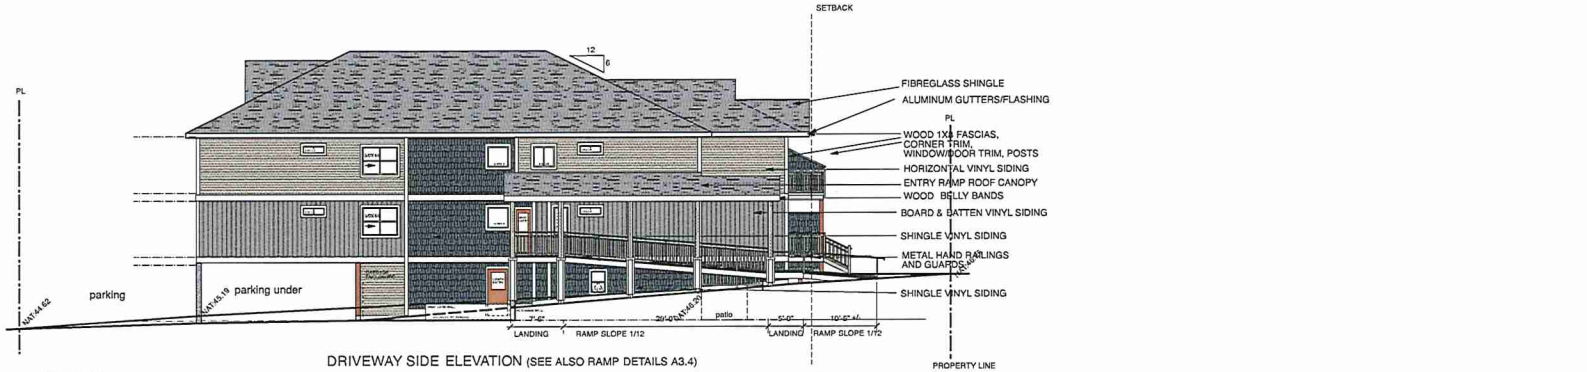 SETBACK
12
6
PL
FIBREGLASS SHINGLE
ALUMINUM GUTTERS/FLASHING
PL
WOOD 1X8 FASCIAS,
CORNER TRIM,
WINDOW/DOOR TRIM, POSTS
HORIZONTAL VINYL SIDING
ENTRY RAMP ROOF CANOPY
WOOD BELLY BANDS
BOARD & BATTEN VINYL SIDING
SHINGLE VINYL SIDING
METAL HAND RAILINGS
AND GUARDS
SHINGLE VINYL SIDING
parking
parking under
NAT:44.62
NAT:45.19
NAT:46.20
7'-6"
patio
5'-0"
10'-5" +/-
LANDING
RAMP SLOPE 1/12
LANDING
RAMP SLOPE 1/12
DRIVEWAY SIDE ELEVATION (SEE ALSO RAMP DETAILS A3.4)
PROPERTY LINE